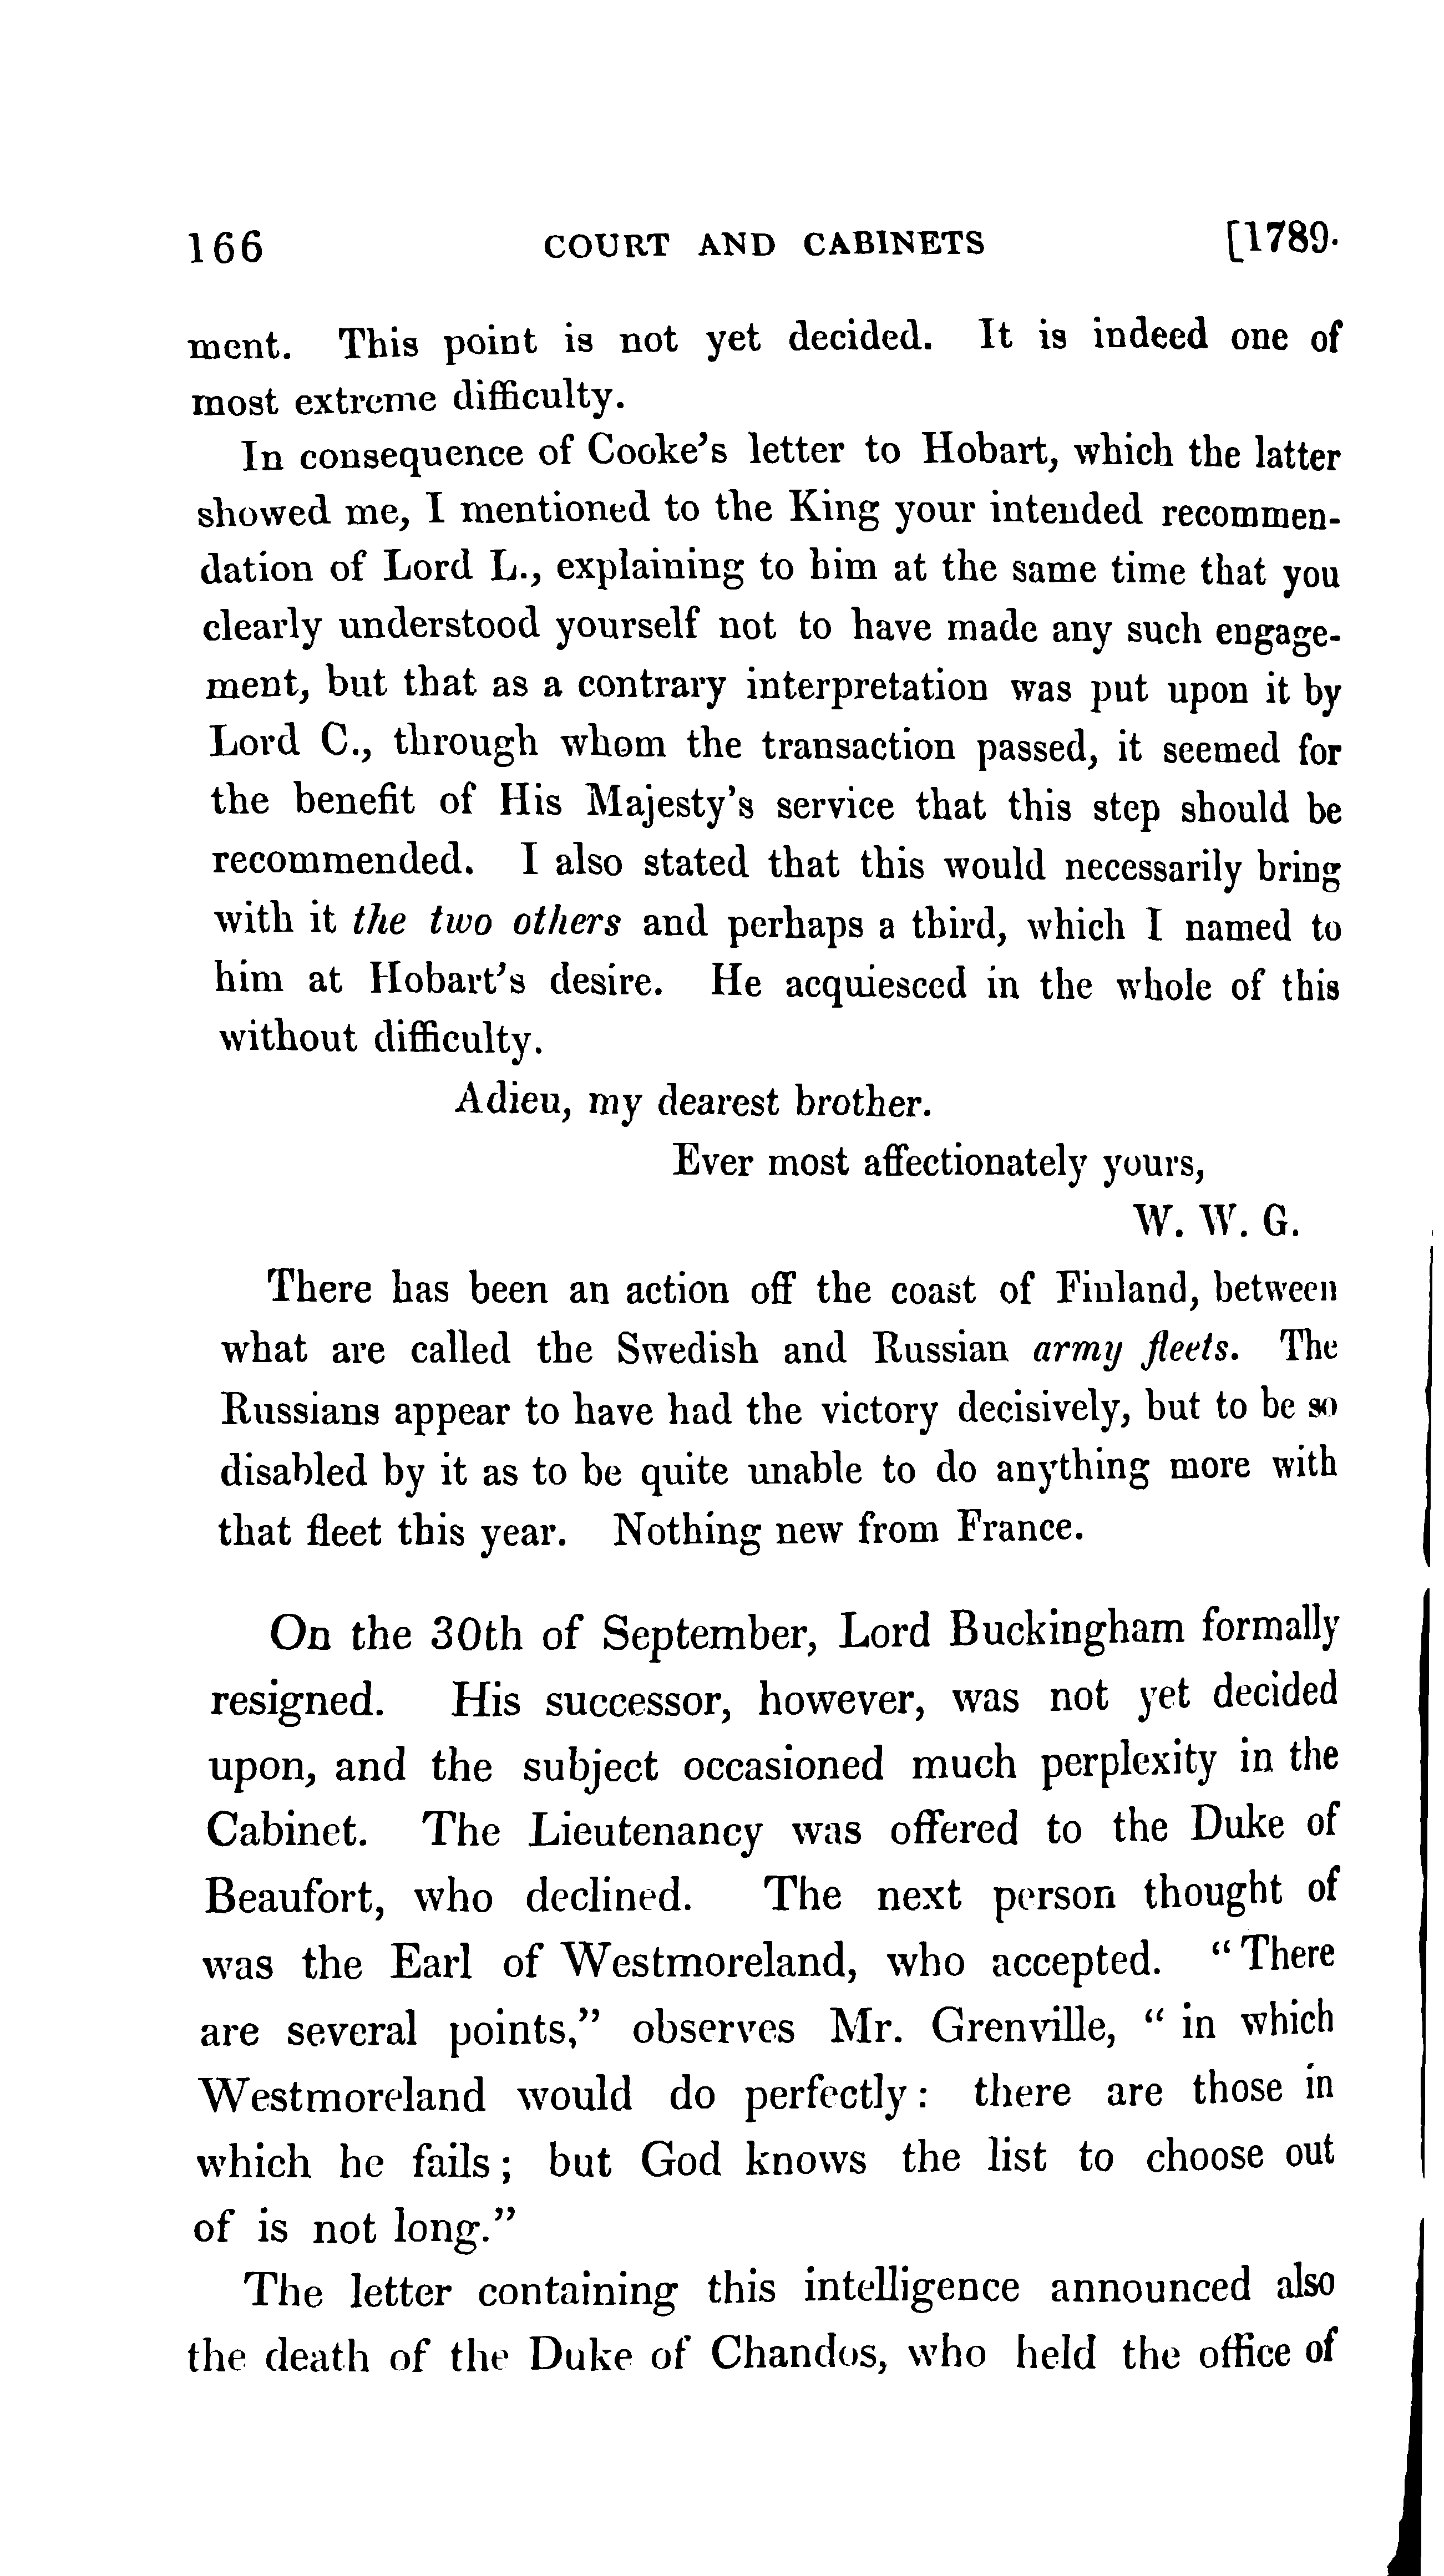 166 COURT AND CABINETS [1789.
ment. This point is not yet decided. It is indeed one of
most extreme difficulty.
In consequence of Cooke's letter to Hobart, which the latter
showed me, I mentioned to the King your intended recommen-
dation of Lord L., explaining to him at the same time that you
clearly understood yourself not to have made any such engage-
ment, but that as a contrary interpretation was put upon it by
Lord C., through whom the transaction passed, it seemed for
the benefit of His Majesty's service that this step should be
recommended. I also stated that this would necessarily bring
with it the two others and perhaps a third, which I named to
him at Hobart's desire. He acquiesced in the whole of this
without difficulty.
Adieu, my dearest brother.
Ever most affectionately yours,
W. W. G.
There has been an action off the coast of Finland, between
what are called the Swedish and Russian army fleets. The
Russians appear to have had the victory decisively, but to be so
disabled by it as to be quite unable to do anything more with
that fleet this year. Nothing new from France.
On the 30th of September, Lord Buckingham formally
resigned. His successor, however, was not yet decided
upon, and the subject occasioned much perplexity in the
Cabinet. The Lieutenancy was offered to the Duke of
Beaufort, who declined. The next person thought of
was the Earl of Westmoreland, who accepted. "There
are several points," observes Mr. Grenville, "in which
Westmoreland would do perfectly: there are those in
which he fails; but God knows the list to choose out
of is not long."
The letter containing this intelligence announced also
the death of the Duke of Chandos, who held the office of